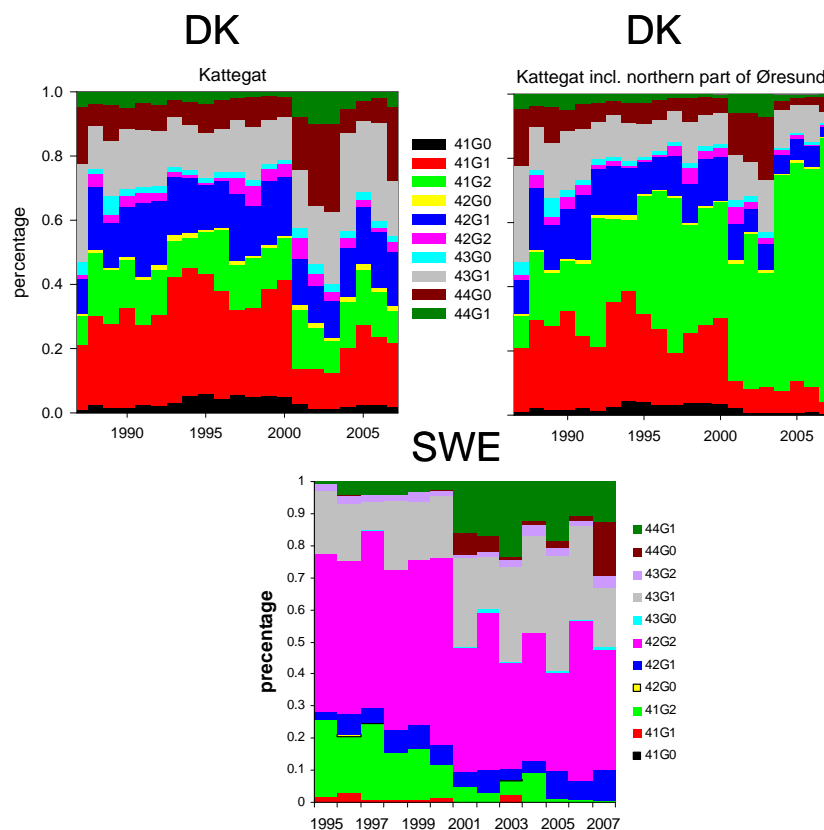 DK
Kattegat
1.0
0.8
0.6
0.4
0.2
0.0
percentage
1990
1995
2000
2005
41G0
41G1
41G2
42G0
42G1
42G2
43G0
43G1
44G0
44G1
DK
Kattegat incl. northern part of Øresund
1990
1995
2000
2005
SWE
1
0.9
0.8
0.7
0.6
0.5
0.4
0.3
0.2
0.1
0
precentage
1995
1997
1999
2001
2003
2005
2007
44G1
44G0
43G2
43G1
43G0
42G2
42G1
42G0
41G2
41G1
41G0